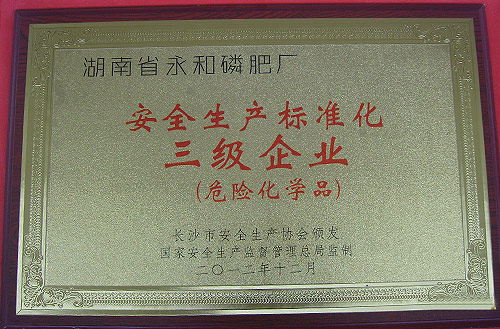 湖南省永和磷肥厂
安全生产标准化
三级企业
(危险化学品)
长沙市安全生产协会颁发
国家安全生产监督管理总局监制
二〇一二年十二月